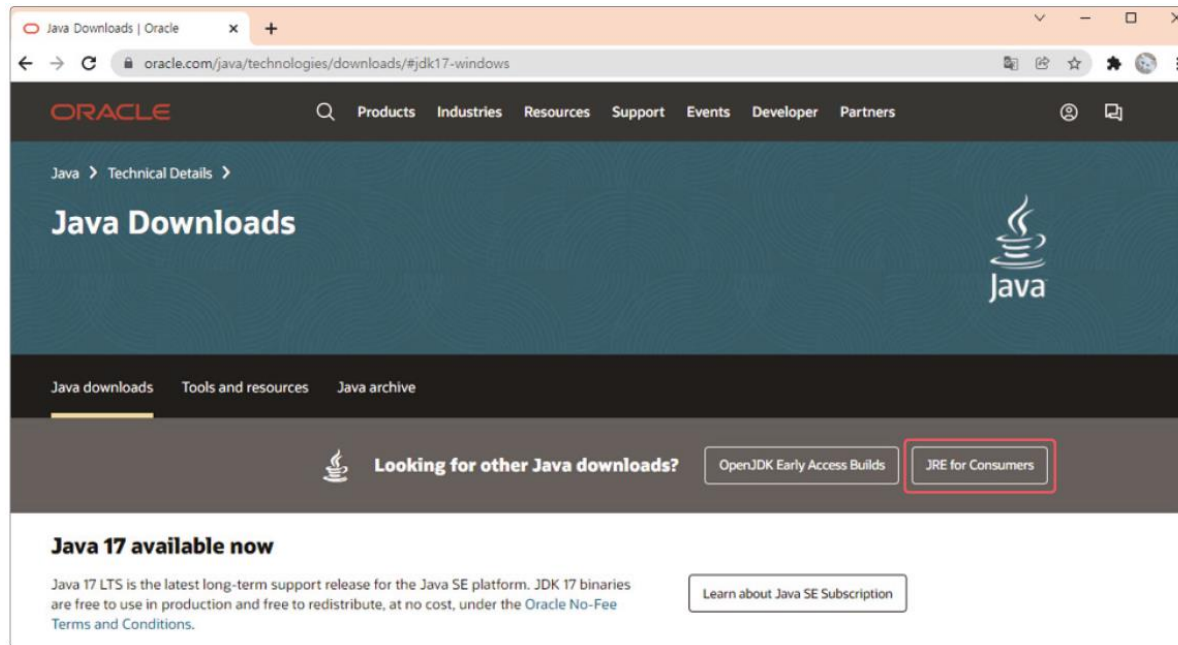 Java Downloads | Oracle
oracle.com/java/technologies/downloads/#jdk17-windows
ORACLE
Products Industries Resources Support Events Developer Partners
Java > Technical Details >
Java Downloads
Java
Java downloads Tools and resources Java archive
Looking for other Java downloads? OpenJDK Early Access Builds JRE for Consumers
Java 17 available now
Java 17 LTS is the latest long-term support release for the Java SE platform. JDK 17 binaries
are free to use in production and free to redistribute, at no cost, under the Oracle No-Fee
Terms and Conditions.
Learn about Java SE Subscription